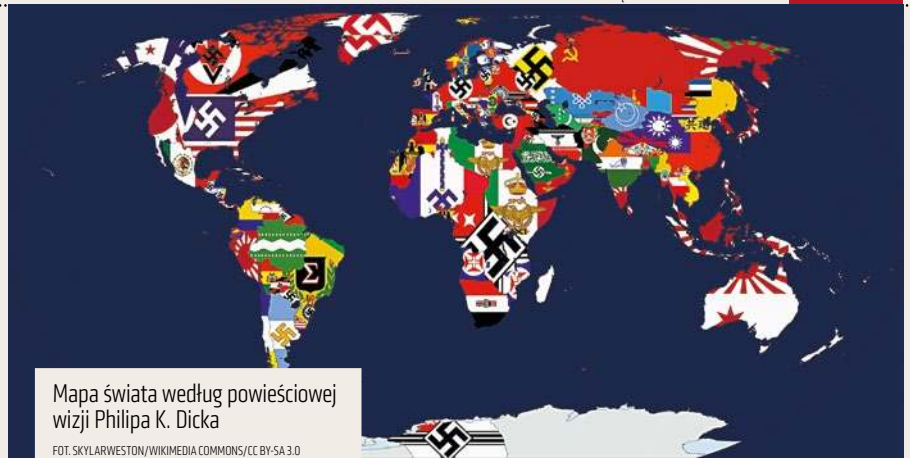 Mapa świata według powieściowej
wizji Philipa K. Dicka
FOT. SKYLARWESTON/WIKIMEDIA COMMONS/CC BY-SA 3.0